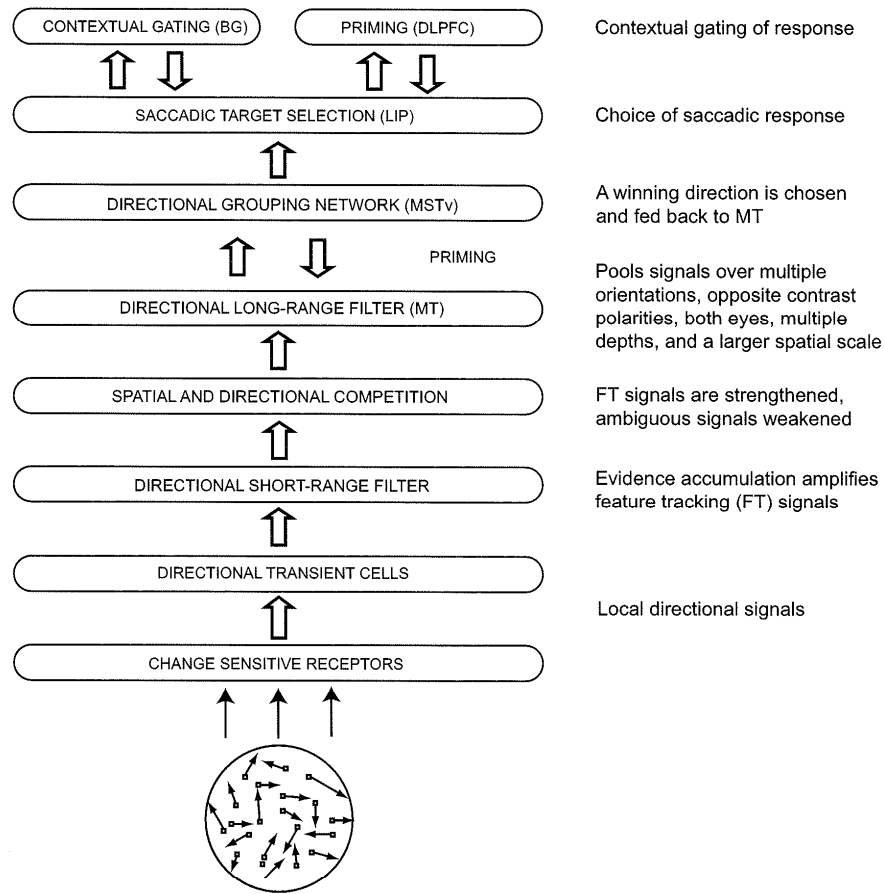 CONTEXTUAL GATING (BG)
PRIMING (DLPFC)
Contextual gating of response
SACCADIC TARGET SELECTION (LIP)
Choice of saccadic response
DIRECTIONAL GROUPING NETWORK (MSTv)
A winning direction is chosen
and fed back to MT
PRIMING
DIRECTIONAL LONG-RANGE FILTER (MT)
Pools signals over multiple
orientations, opposite contrast
polarities, both eyes, multiple
depths, and a larger spatial scale
SPATIAL AND DIRECTIONAL COMPETITION
FT signals are strengthened,
ambiguous signals weakened
DIRECTIONAL SHORT-RANGE FILTER
Evidence accumulation amplifies
feature tracking (FT) signals
DIRECTIONAL TRANSIENT CELLS
Local directional signals
CHANGE SENSITIVE RECEPTORS